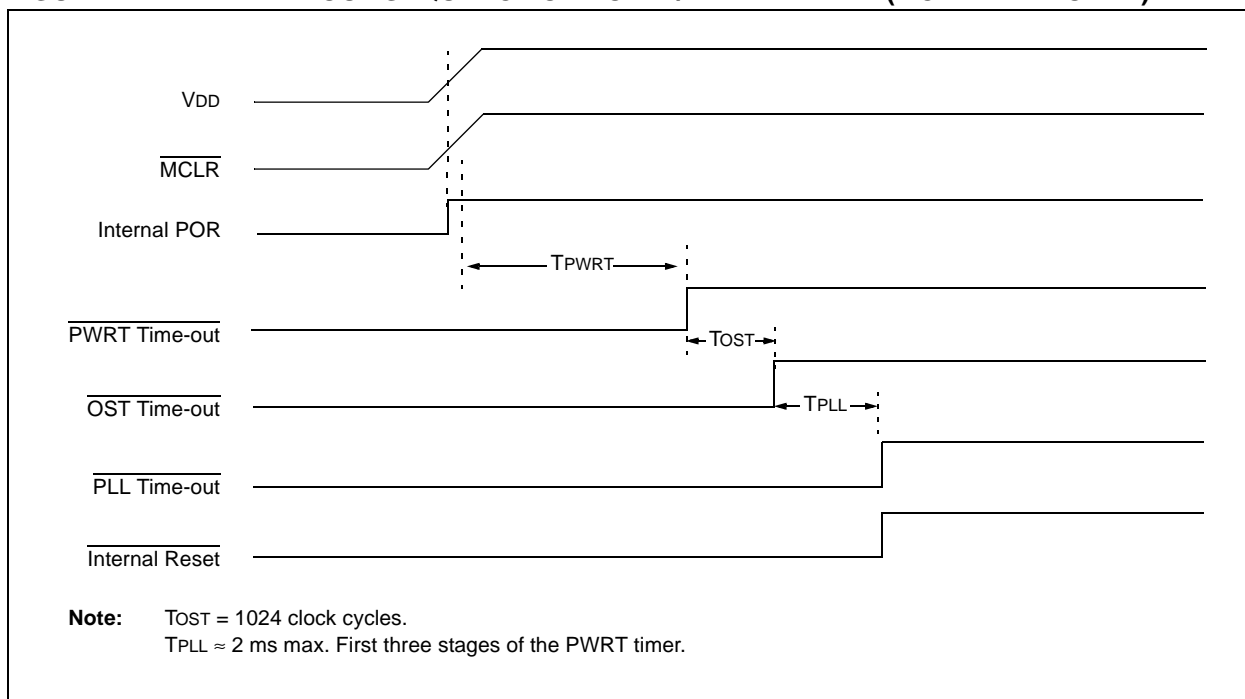 VDD
MCLR
Internal POR
TPWRT
PWRT Time-out
TOST
OST Time-out
TPLL
PLL Time-out
Internal Reset
Note: TOST = 1024 clock cycles.
TPLL ≈ 2 ms max. First three stages of the PWRT timer.